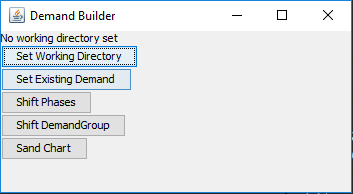 Demand Builder
No working directory set
Set Working Directory
Set Existing Demand
Shift Phases
Shift DemandGroup
Sand Chart